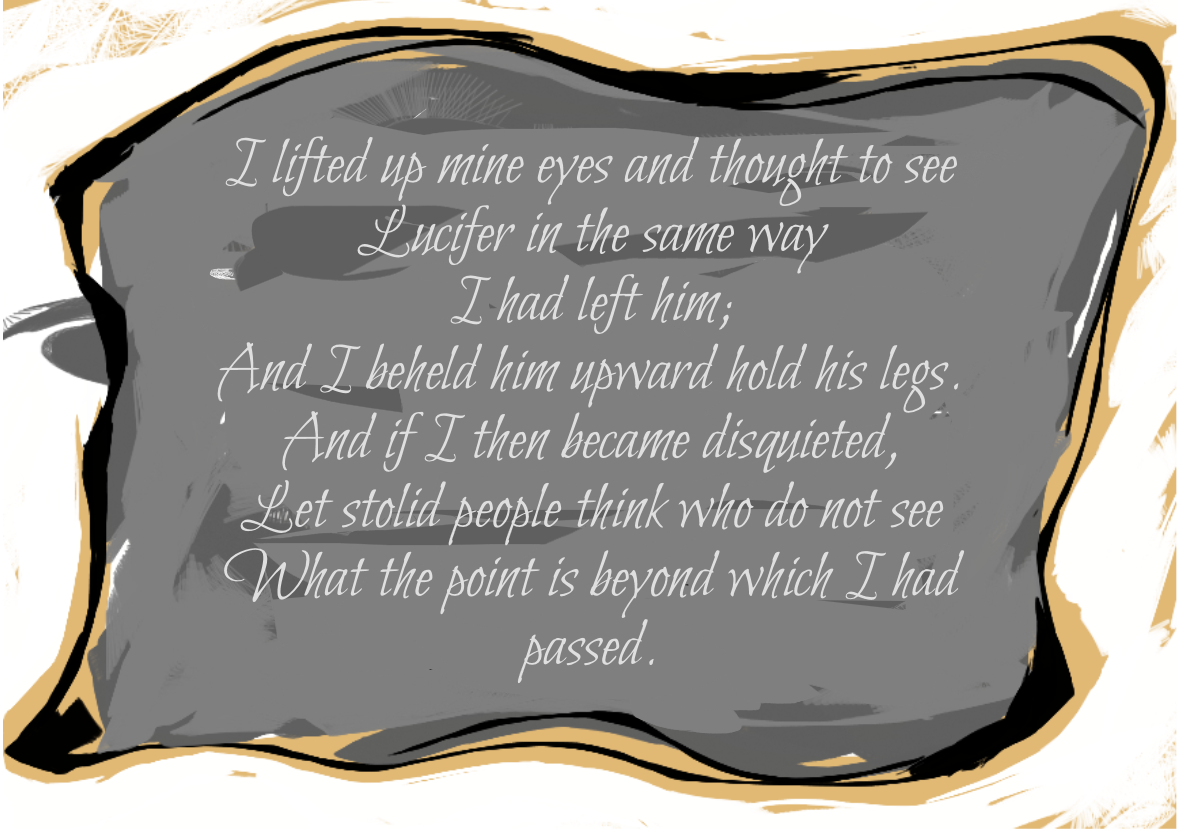 I lifted up mine eyes and thought to see
Lucifer in the same way
I had left him;
And I beheld him upward hold his legs.
And if I then became disquieted,
Let stolid people think who do not see
What the point is beyond which I had
passed.